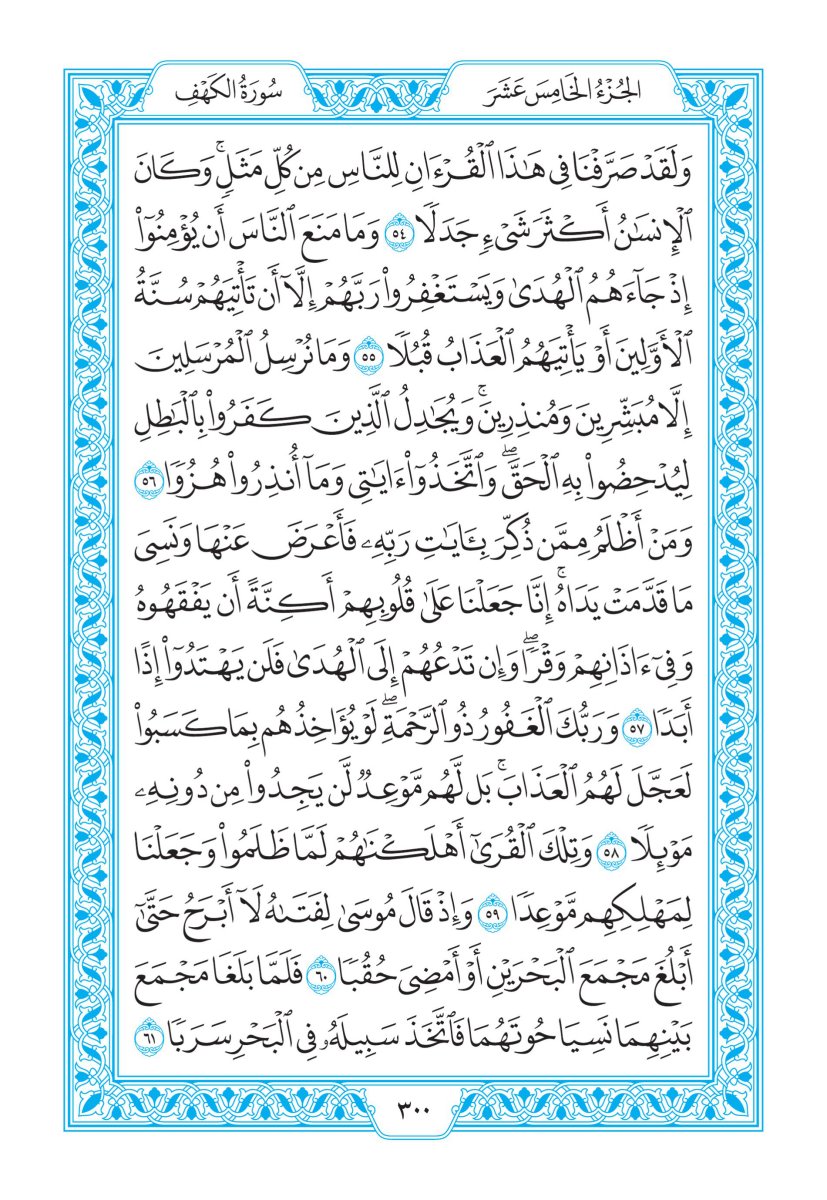 الجُزْءُ الخَامِسَ عَشَرَ
سُورَةُ الكَهْفِ
وَلَقَدۡ صَرَّفۡنَا فِي هَٰذَا ٱلۡقُرۡءَانِ لِلنَّاسِ مِن كُلِّ مَثَلٖۚ وَكَانَ
ٱلۡإِنسَٰنُ أَكۡثَرَ شَيۡءٖ جَدَلٗا ٥٤ وَمَا مَنَعَ ٱلنَّاسَ أَن يُؤۡمِنُوٓاْ
إِذۡ جَآءَهُمُ ٱلۡهُدَىٰ وَيَسۡتَغۡفِرُواْ رَبَّهُمۡ إِلَّآ أَن تَأۡتِيَهُمۡ سُنَّةُ
ٱلۡأَوَّلِينَ أَوۡ يَأۡتِيَهُمُ ٱلۡعَذَابُ قُبُلٗا ٥٥ وَمَا نُرۡسِلُ ٱلۡمُرۡسَلِينَ
إِلَّا مُبَشِّرِينَ وَمُنذِرِينَۚ وَيُجَٰدِلُ ٱلَّذِينَ كَفَرُواْ بِٱلۡبَٰطِلِ
لِيُدۡحِضُواْ بِهِ ٱلۡحَقَّۖ وَٱتَّخَذُوٓاْ ءَايَٰتِي وَمَآ أُنذِرُواْ هُزُوٗا ٥٦
وَمَنۡ أَظۡلَمُ مِمَّن ذُكِّرَ بِـَٔايَٰتِ رَبِّهِۦ فَأَعۡرَضَ عَنۡهَا وَنَسِيَ
مَا قَدَّمَتۡ يَدَاهُۚ إِنَّا جَعَلۡنَا عَلَىٰ قُلُوبِهِمۡ أَكِنَّةً أَن يَفۡقَهُوهُ
وَفِيٓ ءَاذَانِهِمۡ وَقۡرٗاۖ وَإِن تَدۡعُهُمۡ إِلَى ٱلۡهُدَىٰ فَلَن يَهۡتَدُوٓاْ إِذًا
أَبَدٗا ٥٧ وَرَبُّكَ ٱلۡغَفُورُ ذُو ٱلرَّحۡمَةِۖ لَوۡ يُؤَاخِذُهُم بِمَا كَسَبُواْ
لَعَجَّلَ لَهُمُ ٱلۡعَذَابَۚ بَل لَّهُم مَّوۡعِدٞ لَّن يَجِدُواْ مِن دُونِهِۦ
مَوۡئِلٗا ٥٨ وَتِلۡكَ ٱلۡقُرَىٰٓ أَهۡلَكۡنَٰهُمۡ لَمَّا ظَلَمُواْ وَجَعَلۡنَا
لِمَهۡلِكِهِم مَّوۡعِدٗا ٥٩ وَإِذۡ قَالَ مُوسَىٰ لِفَتَىٰهُ لَآ أَبۡرَحُ حَتَّىٰٓ
أَبۡلُغَ مَجۡمَعَ ٱلۡبَحۡرَيۡنِ أَوۡ أَمۡضِيَ حُقُبٗا ٦٠ فَلَمَّا بَلَغَا مَجۡمَعَ
بَيۡنِهِمَا نَسِيَا حُوتَهُمَا فَٱتَّخَذَ سَبِيلَهُۥ فِي ٱلۡبَحۡرِ سَرَبٗا ٦١
٣٠٠